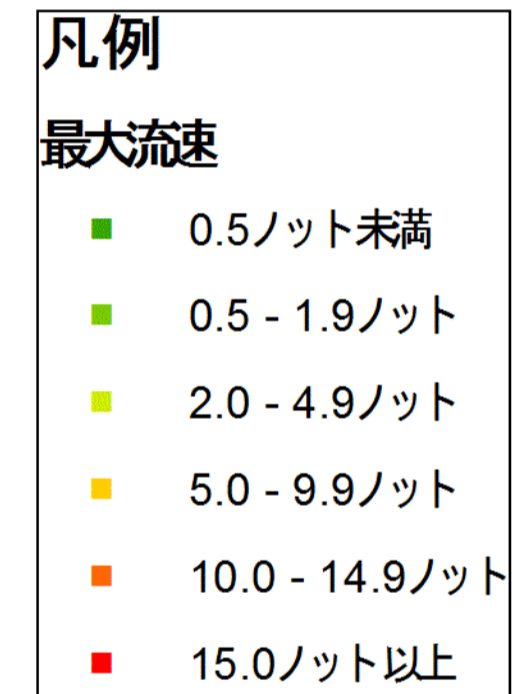 凡例
最大流速
0.5ノット未満
0.5 - 1.9ノット
2.0 - 4.9ノット
5.0 - 9.9ノット
10.0 - 14.9ノット
15.0ノット以上